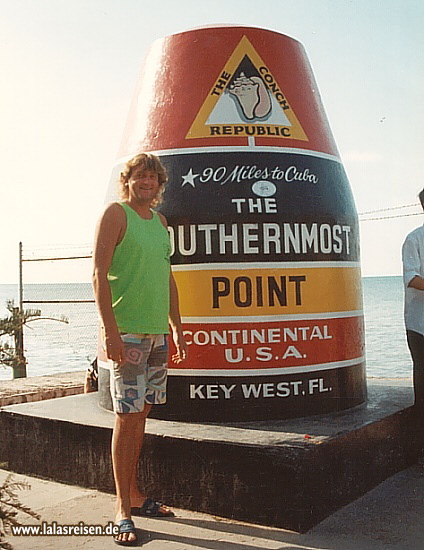 THE CONCH
REPUBLIC
90 Miles to Cuba
THE
OUTHERNMOST
POINT
CONTINENTAL
U.S.A.
KEY WEST, FL.
www.lalasreisen.de